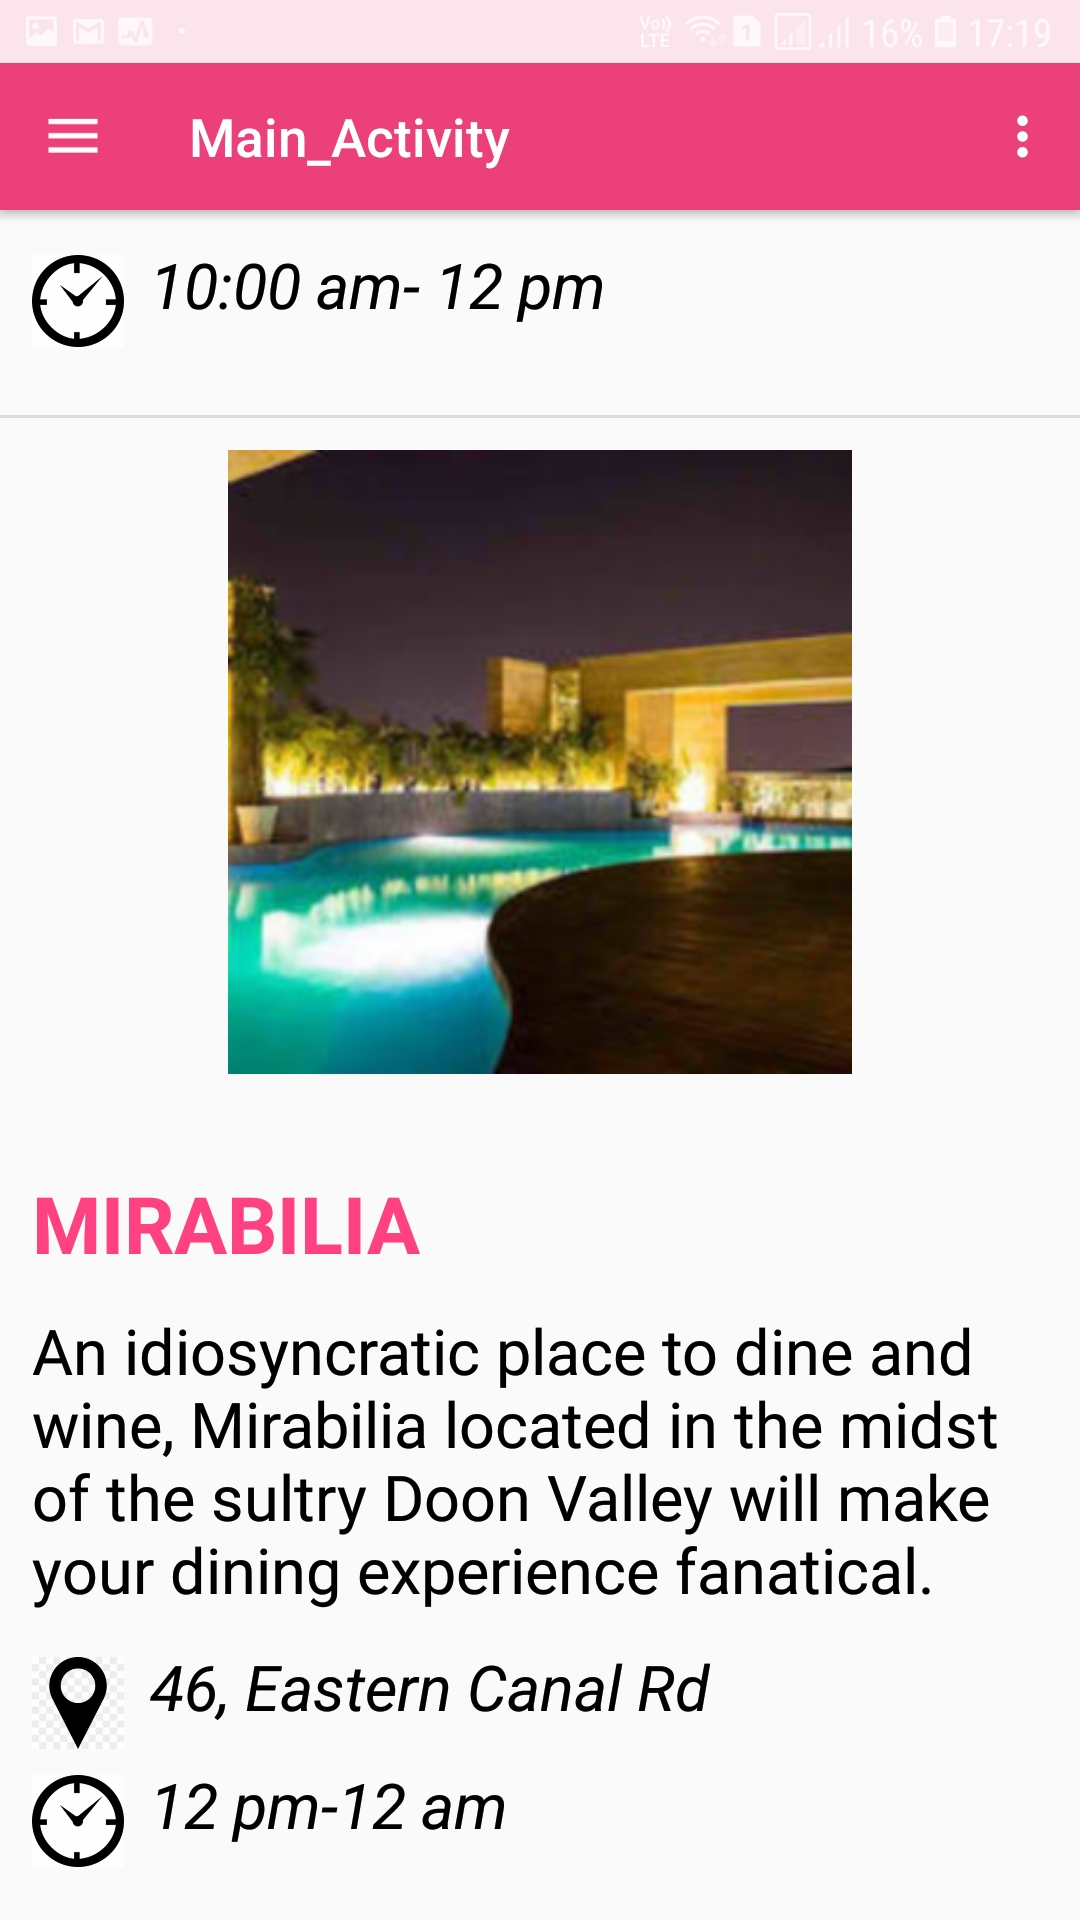 Vo)) LTE 1 16% 17:19
Main_Activity
10:00 am- 12 pm
MIRABILIA
An idiosyncratic place to dine and
wine, Mirabilia located in the midst
of the sultry Doon Valley will make
your dining experience fanatical.
46, Eastern Canal Rd
12 pm-12 am